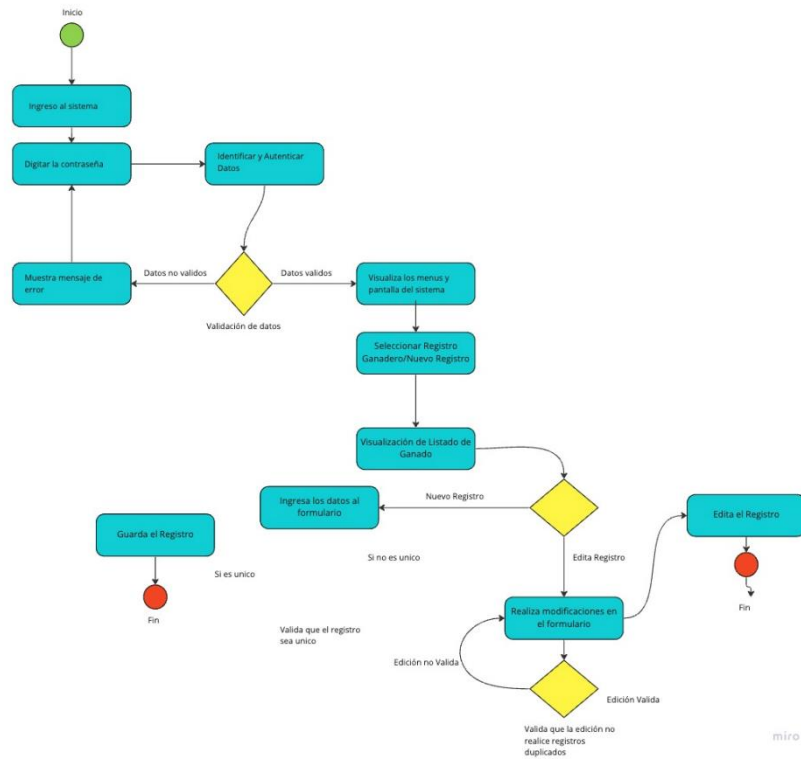 Inicio
Ingreso al sistema
Digitar la contraseña
Identificar y Autenticar
Datos
Muestra mensaje de
error
Datos no validos
Datos validos
Visualiza los menus y
pantalla del sistema
Validación de datos
Seleccionar Registro
Ganadero/Nuevo Registro
Visualización de Listado de
Ganado
Ingresa los datos al
formulario
Nuevo Registro
Edita el Registro
Guarda el Registro
Si no es unico
Edita Registro
Si es unico
Fin
Fin
Realiza modificaciones en
el formulario
Valida que el registro
sea unico
Edición no Valida
Edición Valida
Valida que la edición no
realice registros
duplicados
miro